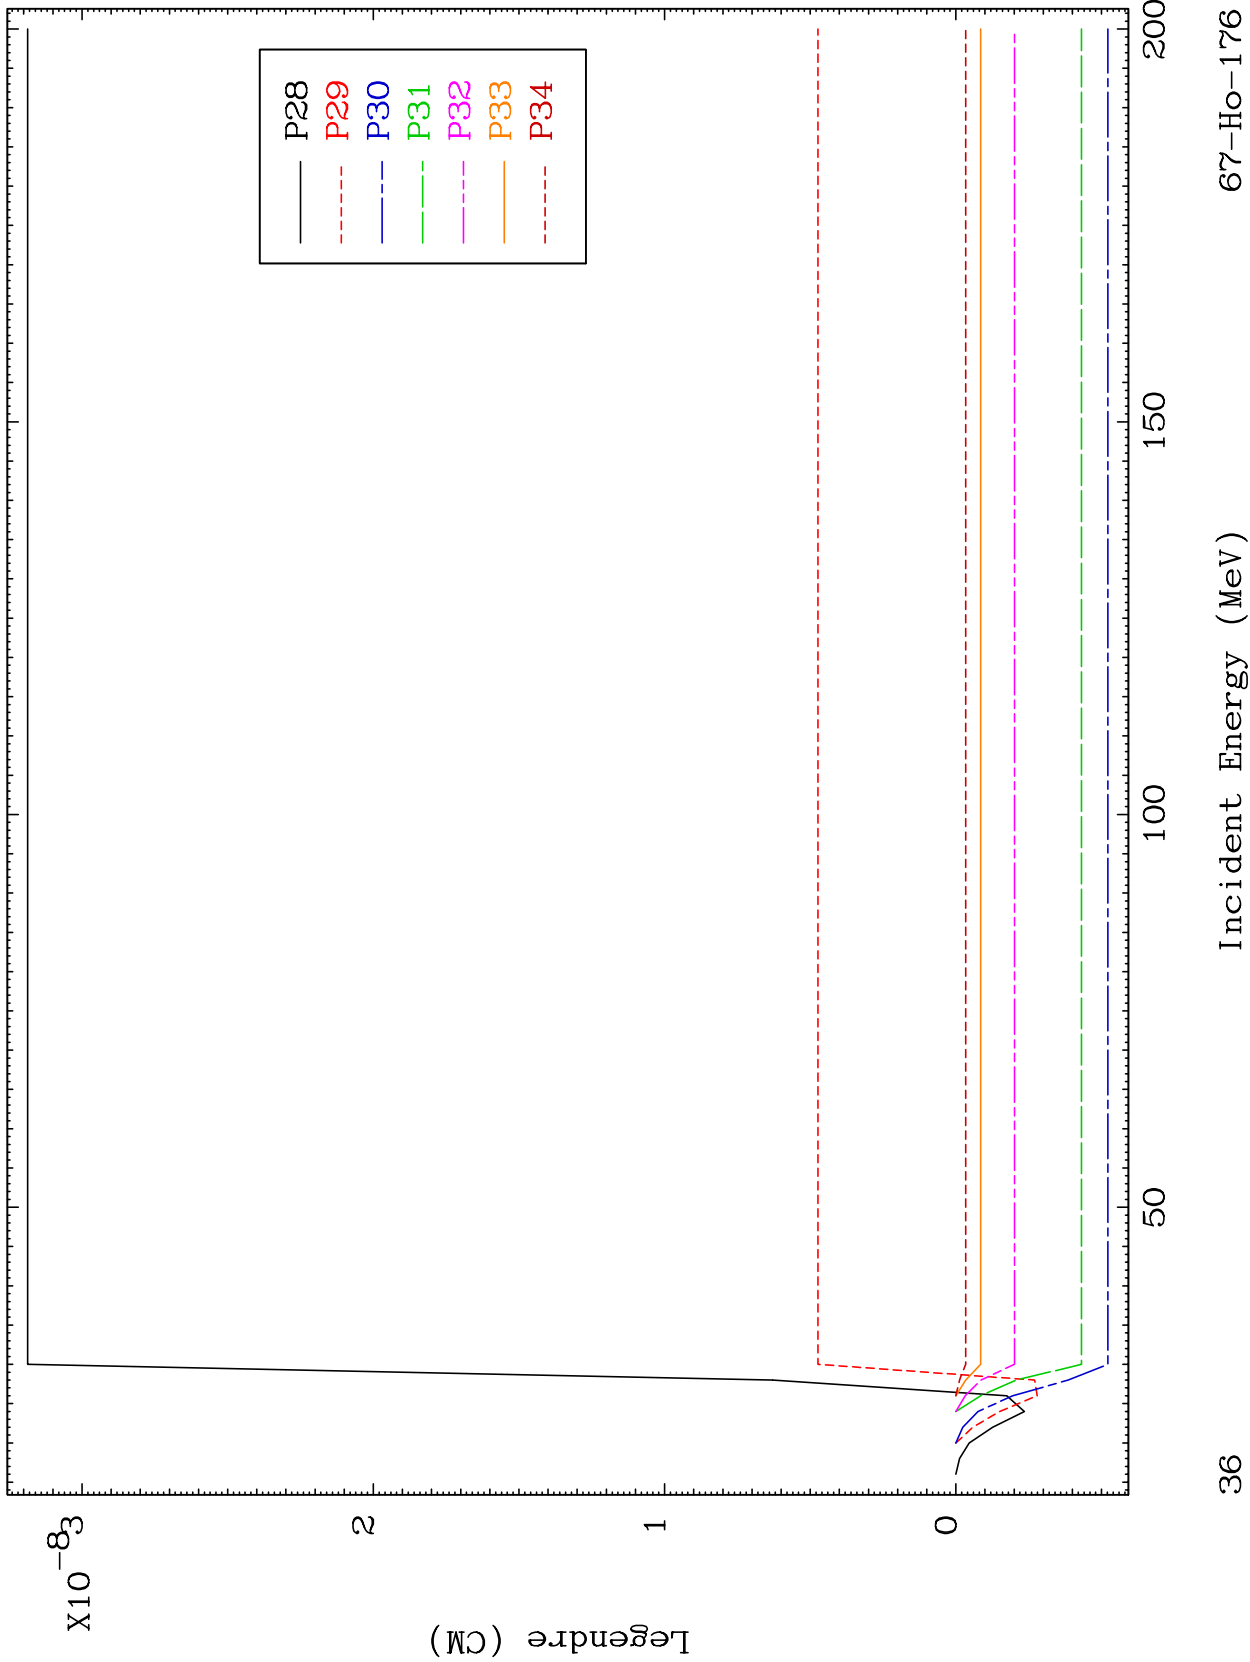 X10-8
3
2
1
0
Legendre (CM)
P28
P29
P30
P31
P32
P33
P34
50
100
150
200
Incident Energy (MeV)
36
67-Ho-176